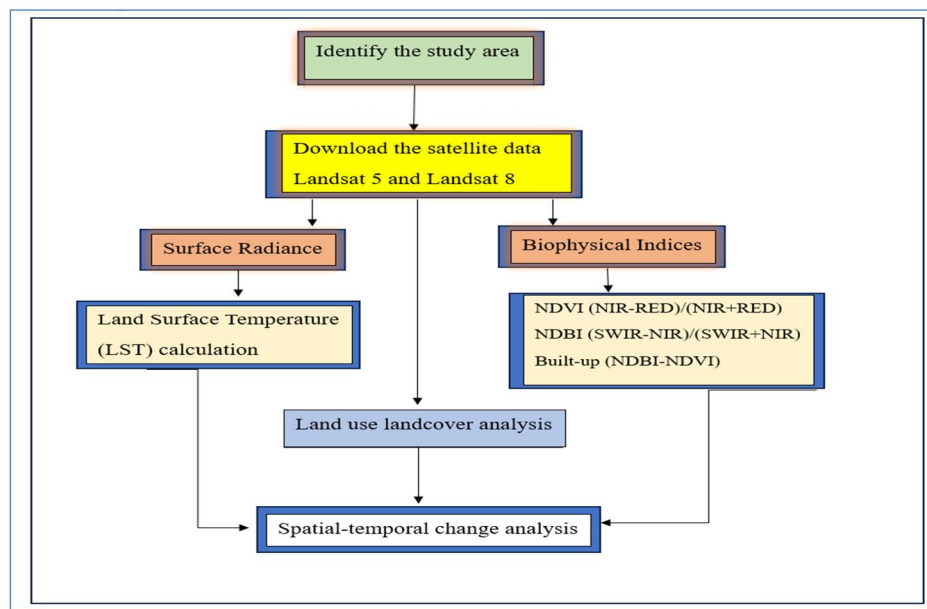 Identify the study area
Download the satellite data
Landsat 5 and Landsat 8
Surface Radiance
Biophysical Indices
Land Surface Temperature
(LST) calculation
NDVI (NIR-RED)/(NIR+RED)
NDBI (SWIR-NIR)/(SWIR+NIR)
Built-up (NDBI-NDVI)
Land use landcover analysis
Spatial-temporal change analysis